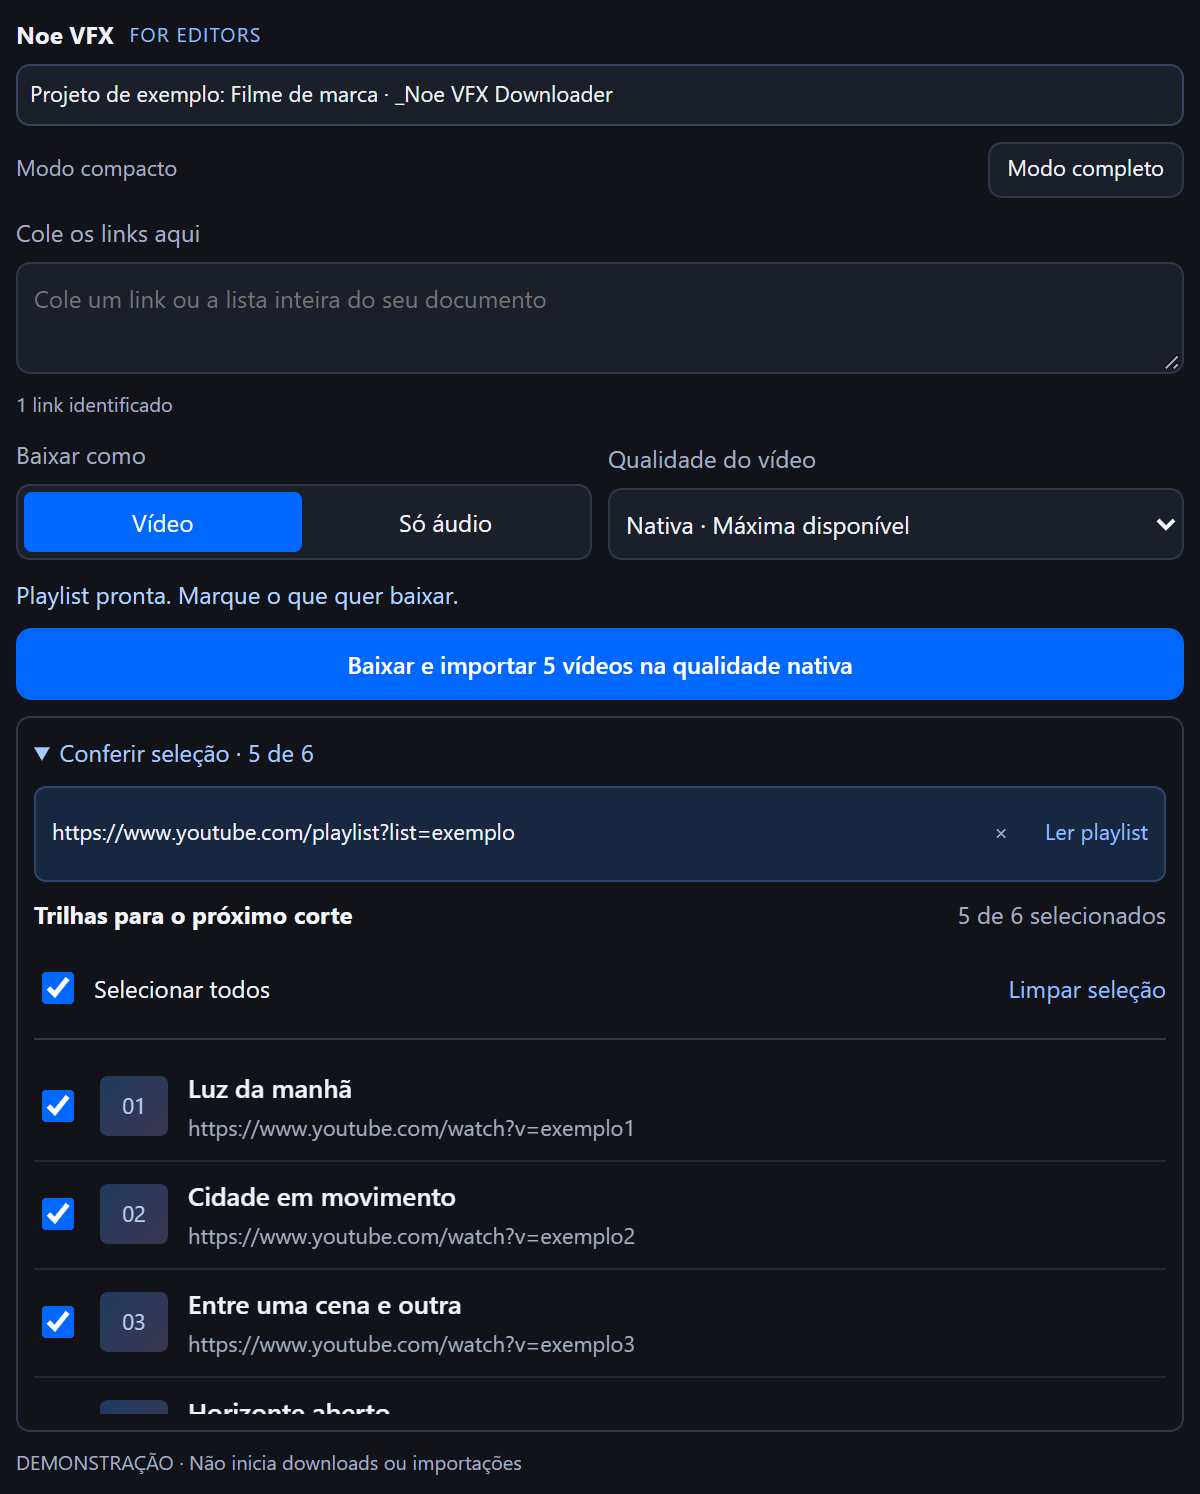 Noe VFX FOR EDITORS
Projeto de exemplo: Filme de marca · _Noe VFX Downloader
Modo compacto
Modo completo
Cole os links aqui
Cole um link ou a lista inteira do seu documento
1 link identificado
Baixar como
Qualidade do vídeo
Vídeo
Só áudio
Nativa · Máxima disponível
Playlist pronta. Marque o que quer baixar.
Baixar e importar 5 vídeos na qualidade nativa
▼ Conferir seleção · 5 de 6
https://www.youtube.com/playlist?list=exemplo
× Ler playlist
Trilhas para o próximo corte
5 de 6 selecionados
Selecionar todos
Limpar seleção
01
Luz da manhã
https://www.youtube.com/watch?v=exemplo1
02
Cidade em movimento
https://www.youtube.com/watch?v=exemplo2
03
Entre uma cena e outra
https://www.youtube.com/watch?v=exemplo3
Horizonte aberto
DEMONSTRAÇÃO · Não inicia downloads ou importações